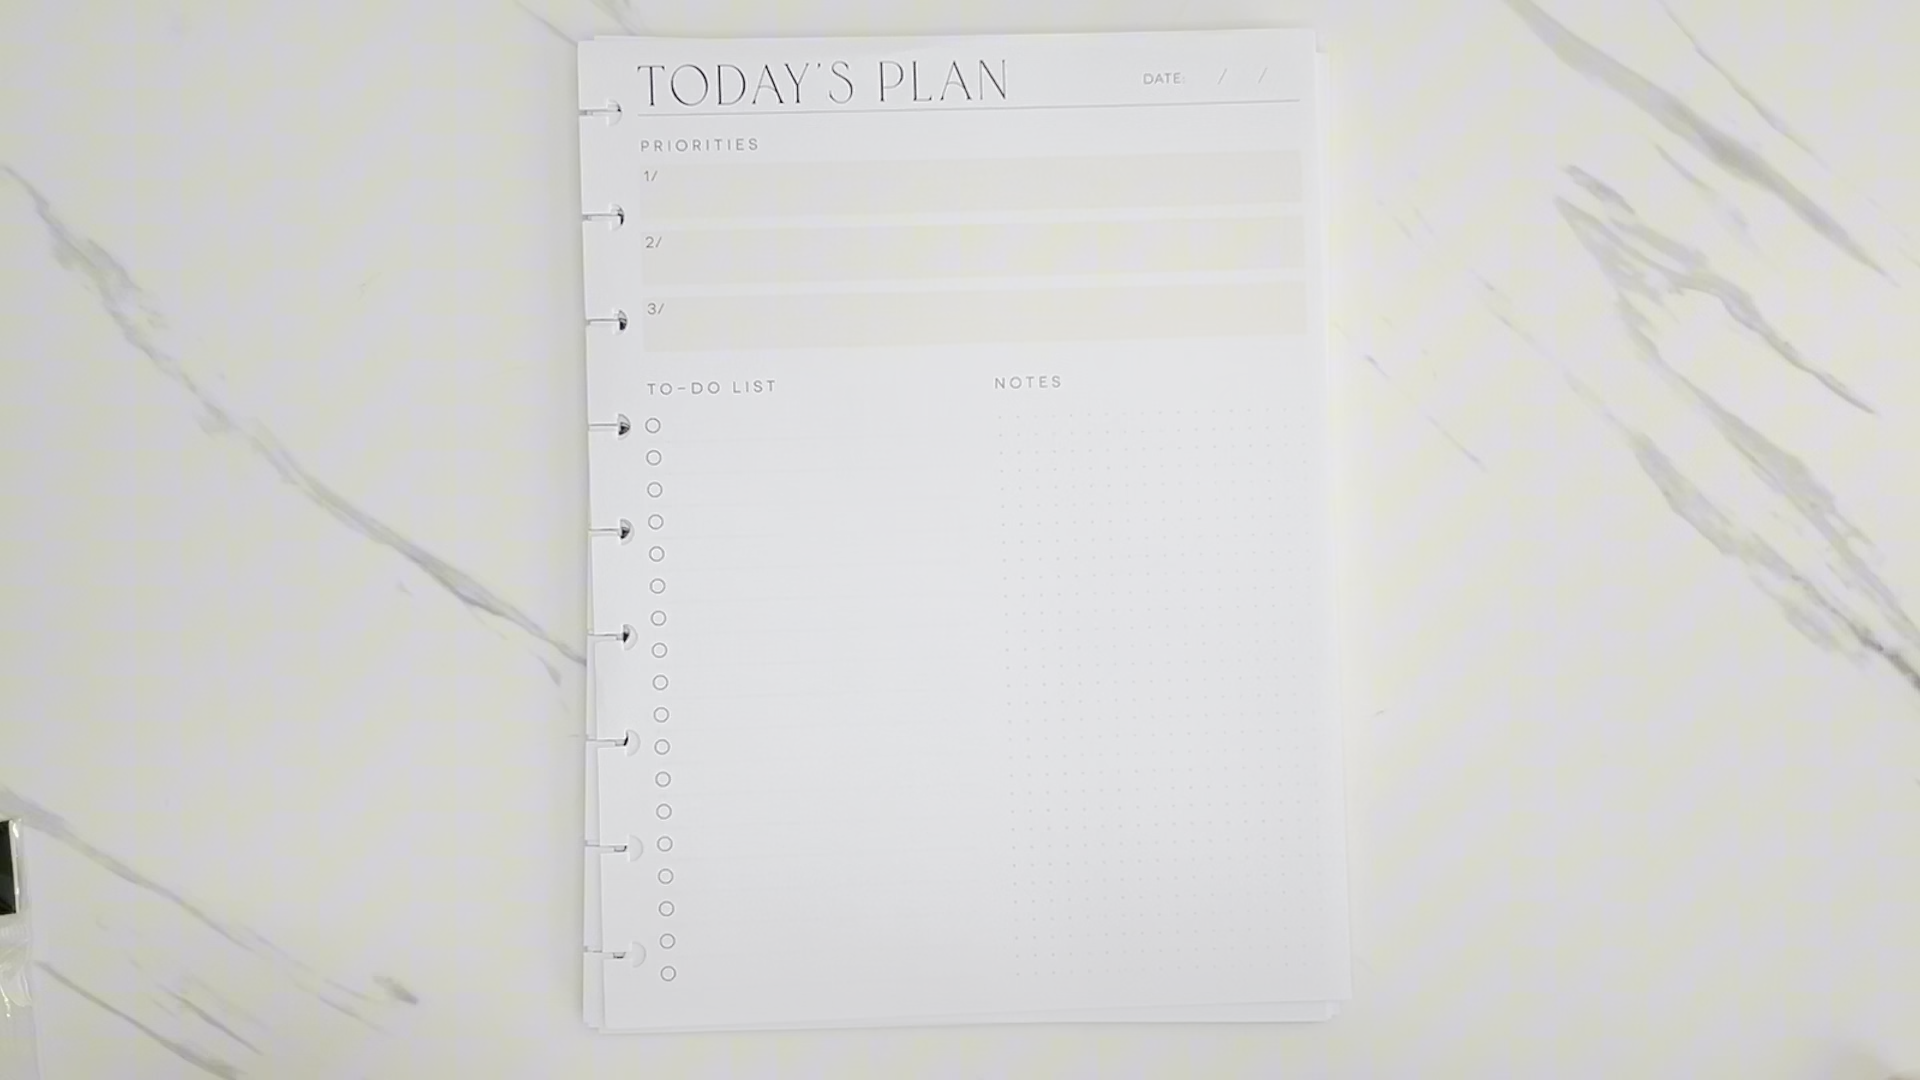 TODAY'S PLAN
DATE: / /
PRIORITIES
1/
2/
3/
TO-DO LIST
NOTES